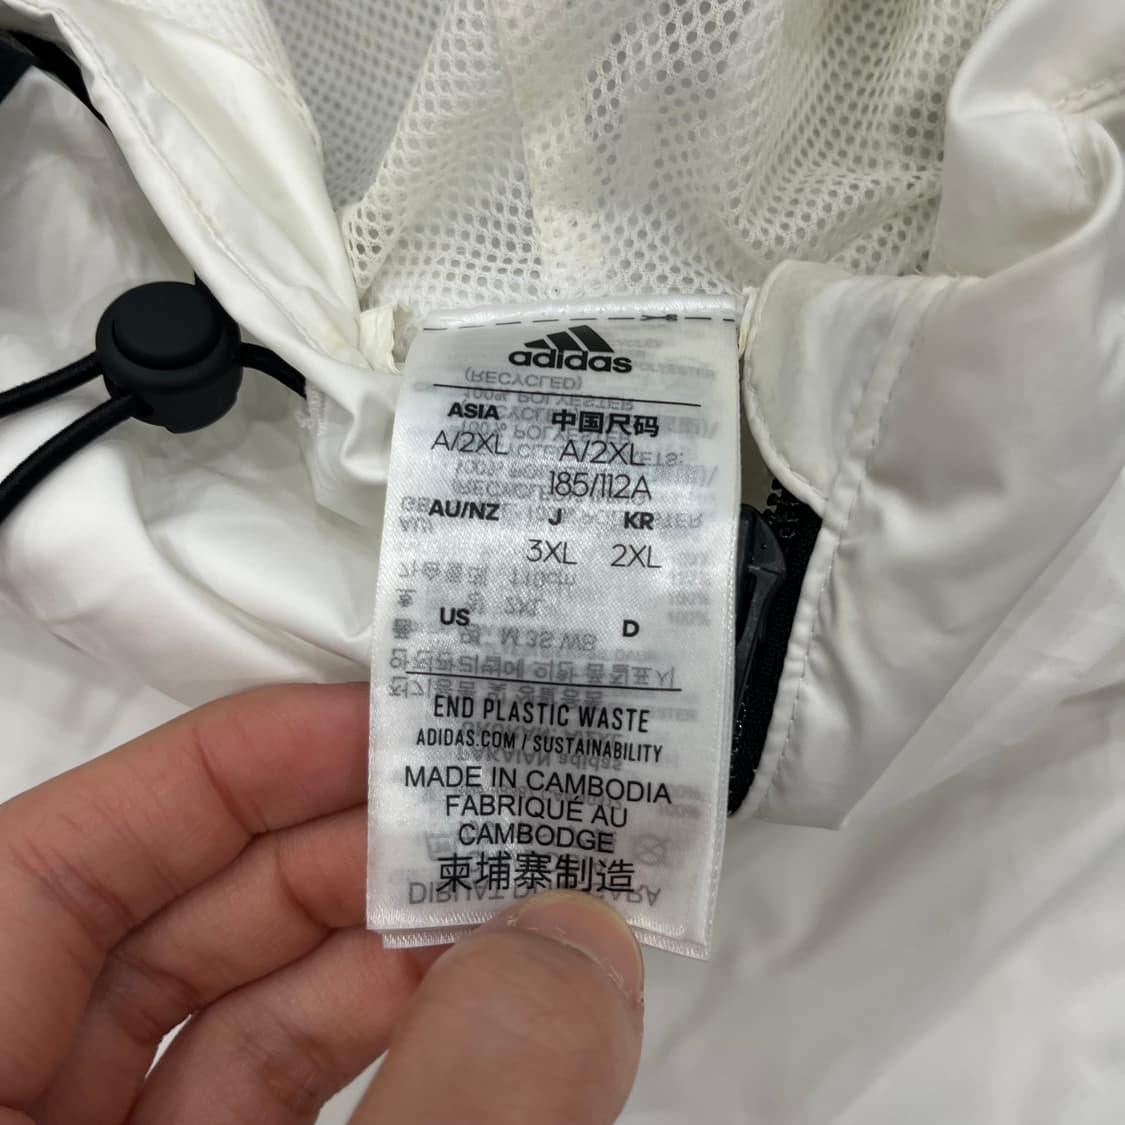 adidas
ASIA 中国尺码
A/2XL A/2XL
185/112A
AU/NZ J KR
3XL 2XL
US D
END PLASTIC WASTE
ADIDAS.COM / SUSTAINABILITY
MADE IN CAMBODIA
FABRIQUÉ AU
CAMBODGE
柬埔寨制造